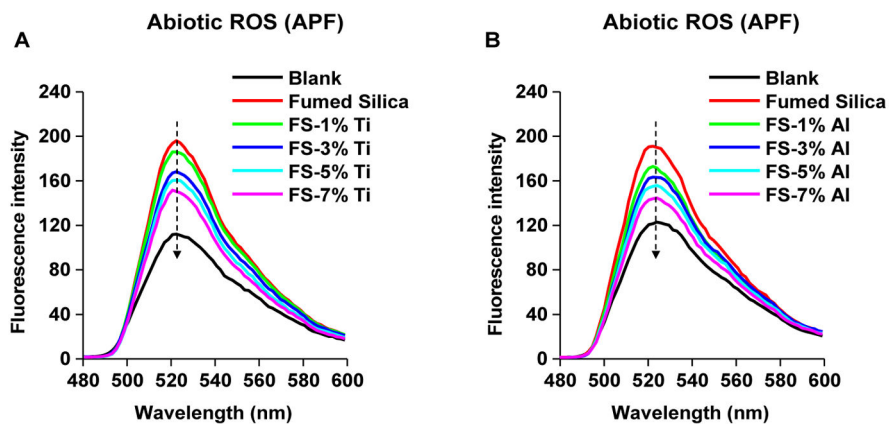 Abiotic ROS (APF)
A
Blank
Fumed Silica
FS-1% Ti
FS-3% Ti
FS-5% Ti
FS-7% Ti
Fluorescence intensity
240
200
160
120
80
40
0
480 500 520 540 560 580 600
Wavelength (nm)
Abiotic ROS (APF)
B
Blank
Fumed Silica
FS-1% Al
FS-3% Al
FS-5% Al
FS-7% Al
Fluorescence intensity
240
200
160
120
80
40
0
480 500 520 540 560 580 600
Wavelength (nm)